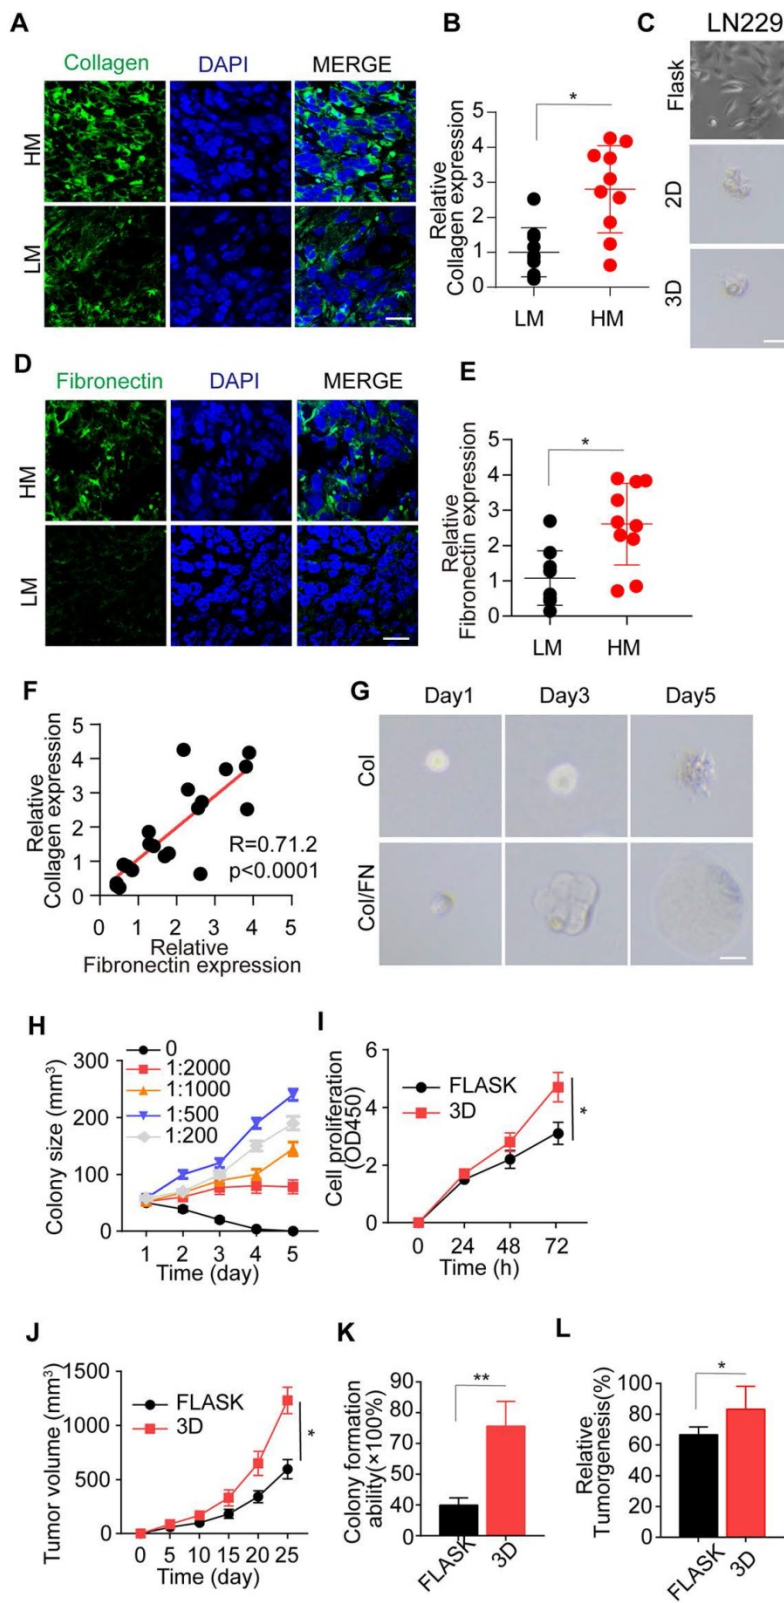 A
Collagen
DAPI
MERGE
HM
LM
B
*
Relative
Collagen expression
5
4
3
2
1
0
LM
HM
C
LN229
Flask
2D
3D
D
Fibronectin
DAPI
MERGE
HM
LM
E
*
Relative
Fibronectin expression
5
4
3
2
1
0
LM
HM
F
Relative
Collagen expression
5
4
3
2
1
0
R=0.71.2
p<0.0001
0 1 2 3 4 5
Relative
Fibronectin expression
G
Day1
Day3
Day5
Col
Col/FN
H
Colony size (mm³)
300
200
100
0
0
1:2000
1:1000
1:500
1:200
1 2 3 4 5
Time (day)
I
Cell proliferation
(OD450)
6
4
2
0
FLASK
3D
*
0 24 48 72
Time (h)
J
Tumor volume (mm³)
1500
1000
500
0
FLASK
3D
*
0 5 10 15 20 25
Time (day)
K
**
Colony formation
ability(×100%)
90
80
70
50
40
30
FLASK
3D
L
*
Relative
Tumorgenesis(%)
100
80
60
40
20
0
FLASK
3D